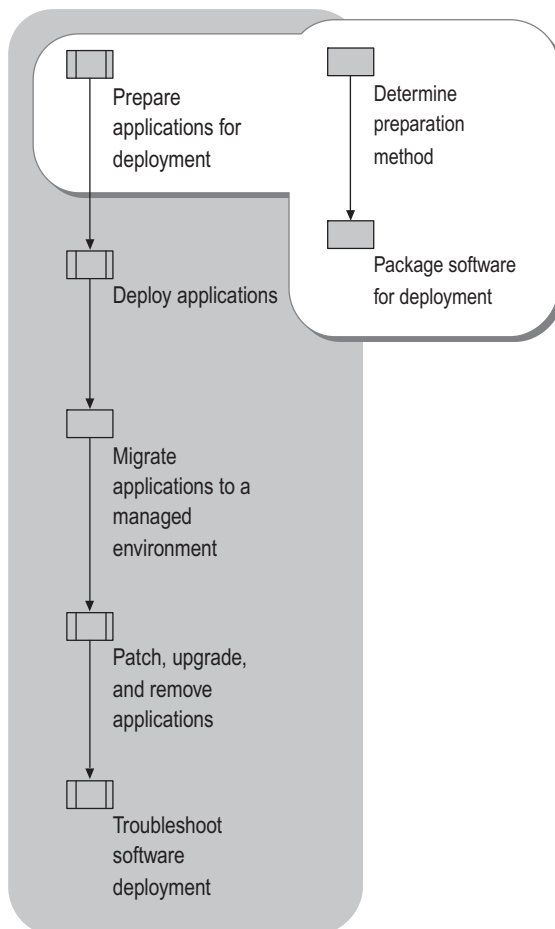 Prepare
applications for
deployment
Determine
preparation
method
Package software
for deployment
Deploy applications
Migrate
applications to a
managed
environment
Patch, upgrade,
and remove
applications
Troubleshoot
software
deployment